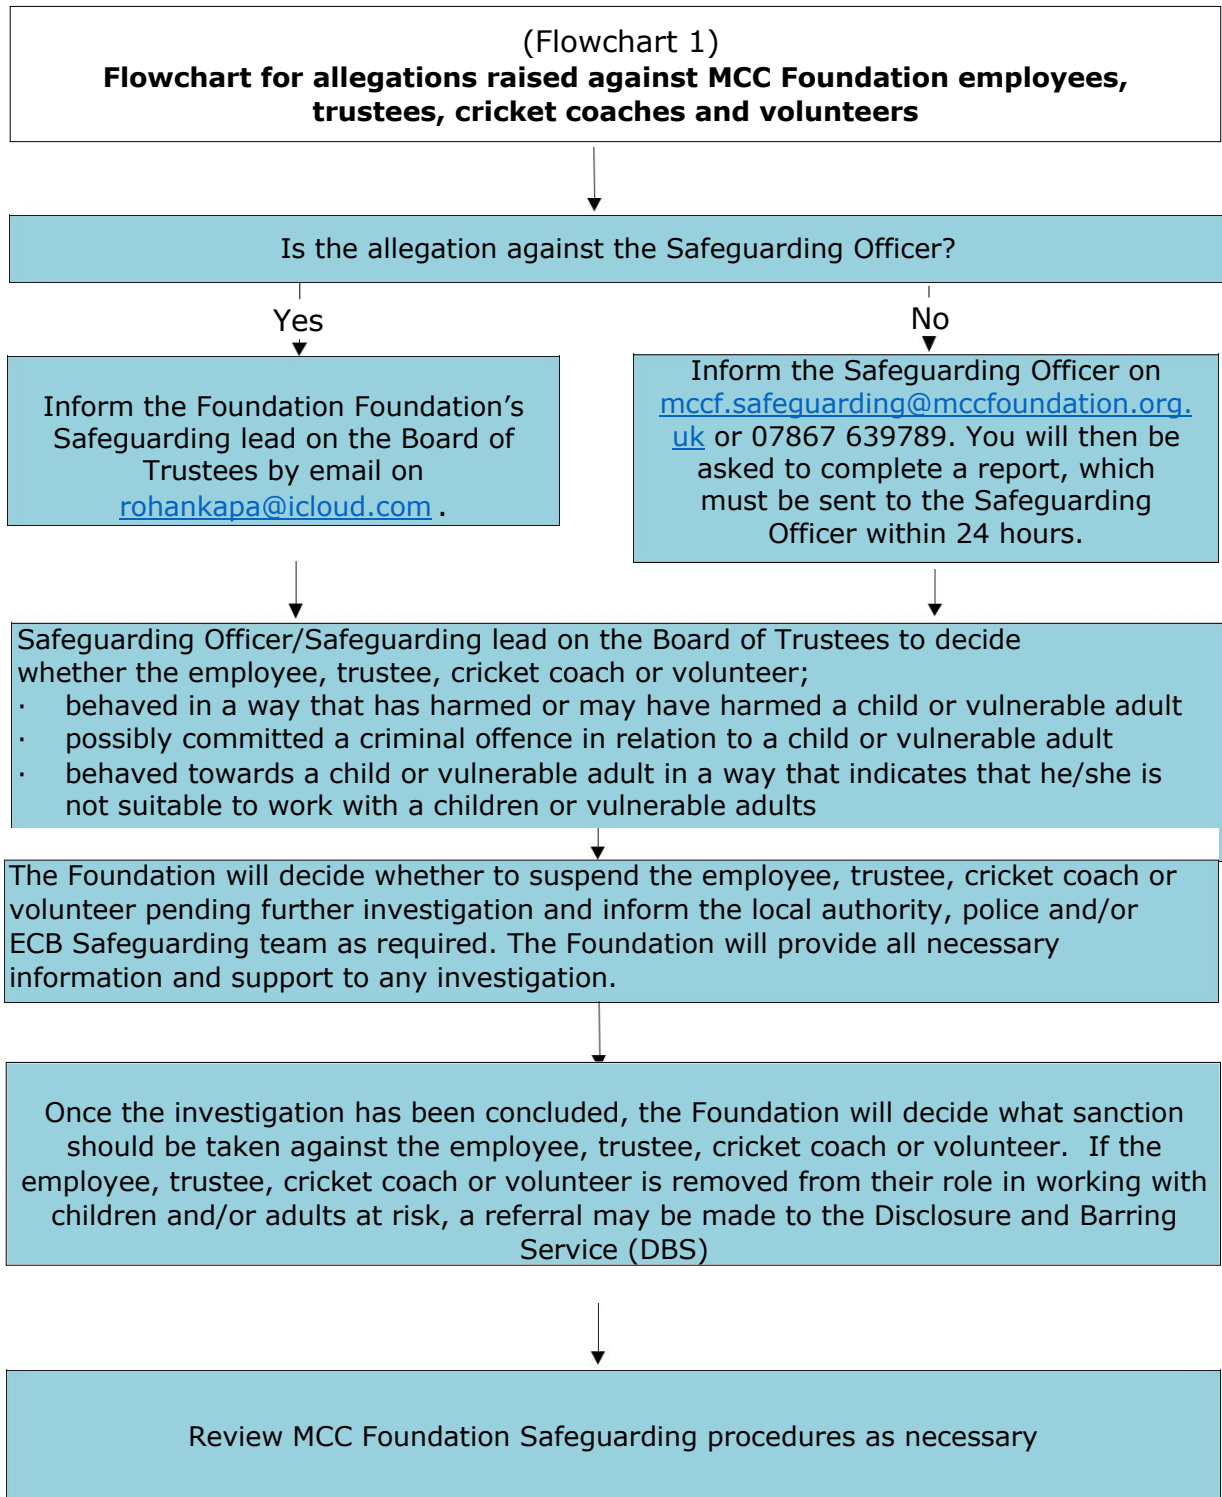 (Flowchart 1)
Flowchart for allegations raised against MCC Foundation employees,
trustees, cricket coaches and volunteers
Is the allegation against the Safeguarding Officer?
Yes
No
Inform the Foundation Foundation’s
Safeguarding lead on the Board of
Trustees by email on
rohankapa@icloud.com .
Inform the Safeguarding Officer on
mccf.safeguarding@mccfoundation.org.
uk or 07867 639789. You will then be
asked to complete a report, which
must be sent to the Safeguarding
Officer within 24 hours.
Safeguarding Officer/Safeguarding lead on the Board of Trustees to decide
whether the employee, trustee, cricket coach or volunteer;
· behaved in a way that has harmed or may have harmed a child or vulnerable adult
· possibly committed a criminal offence in relation to a child or vulnerable adult
· behaved towards a child or vulnerable adult in a way that indicates that he/she is
not suitable to work with a children or vulnerable adults
The Foundation will decide whether to suspend the employee, trustee, cricket coach or
volunteer pending further investigation and inform the local authority, police and/or
ECB Safeguarding team as required. The Foundation will provide all necessary
information and support to any investigation.
Once the investigation has been concluded, the Foundation will decide what sanction
should be taken against the employee, trustee, cricket coach or volunteer. If the
employee, trustee, cricket coach or volunteer is removed from their role in working with
children and/or adults at risk, a referral may be made to the Disclosure and Barring
Service (DBS)
Review MCC Foundation Safeguarding procedures as necessary